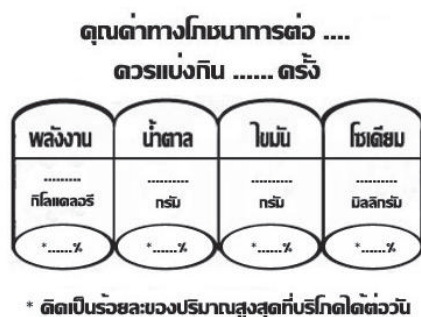 คุณค่าทางโภชนาการต่อ ....
ควรแบ่งกิน ...... ครั้ง
พลังงาน น้ำตาล ไขมัน โซเดียม
......... ......... ......... .........
กิโลแคลอรี กรัม กรัม มิลลิกรัม
*......% *......% *......% *......%
* คิดเป็นร้อยละของปริมาณสูงสุดที่บริโภคได้ต่อวัน